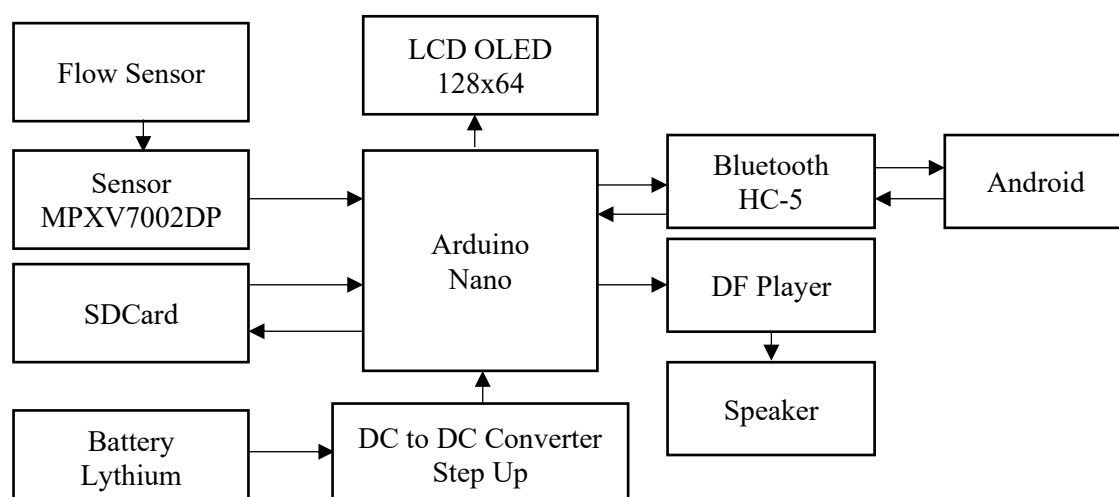 Flow Sensor
LCD OLED
128x64
Sensor
MPXV7002DP
Arduino
Nano
Bluetooth
HC-5
Android
SDCard
DF Player
Speaker
Battery
Lythium
DC to DC Converter
Step Up